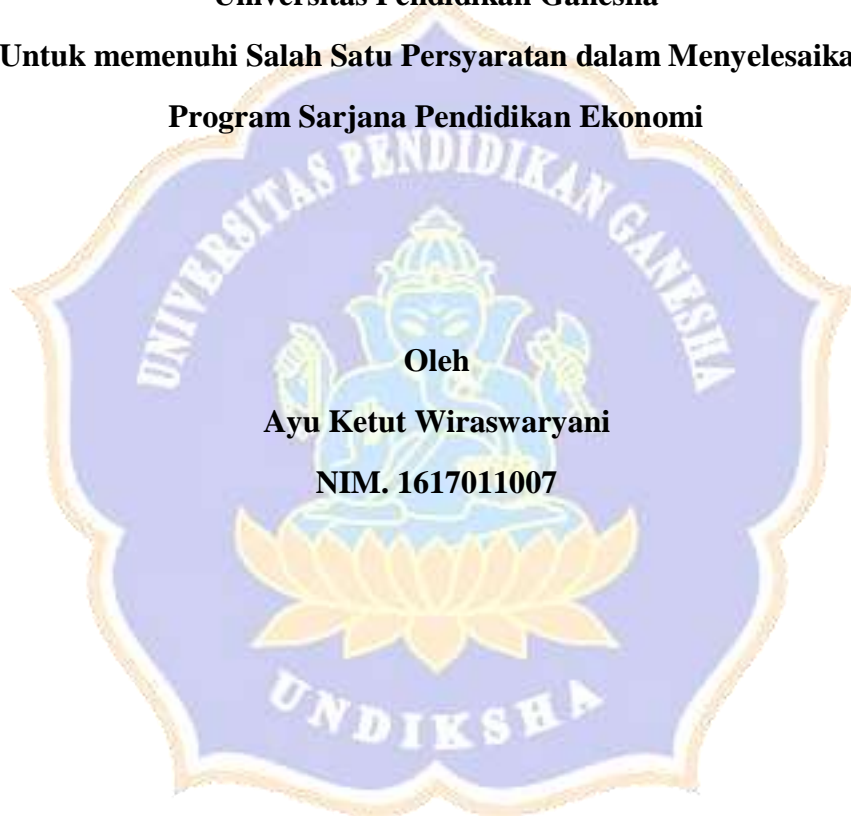 Universitas Pendidikan Ganesha
Untuk memenuhi Salah Satu Persyaratan dalam Menyelesaika
Program Sarjana Pendidikan Ekonomi
UNIVERSITAS PENDIDIKAN GANESHA
Oleh
Ayu Ketut Wiraswaryani
NIM. 1617011007
UNDIKSHA